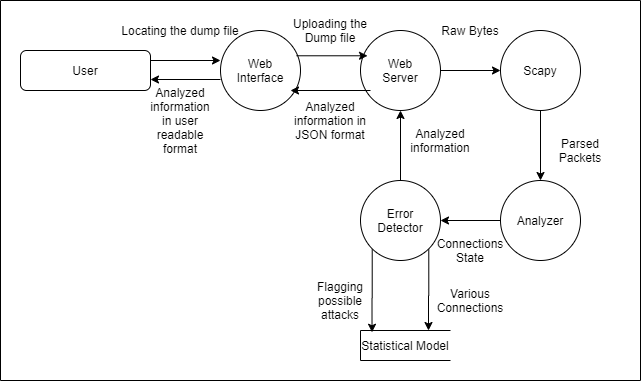 Locating the dump file
Uploading the
Dump file
Raw Bytes
User
Web
Interface
Web
Server
Scapy
Analyzed
information
in user
readable
format
Analyzed
information in
JSON format
Analyzed
information
Parsed
Packets
Error
Detector
Analyzer
Connections
State
Flagging
possible
attacks
Various
Connections
Statistical Model